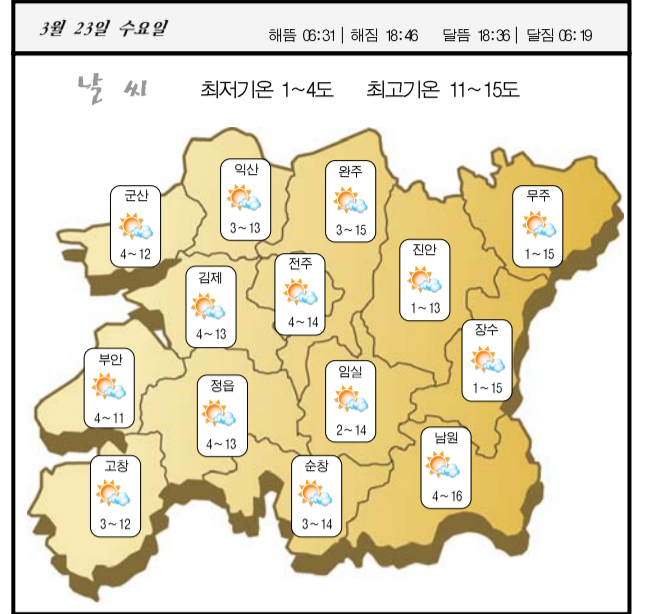 3월 23일 수요일
해뜸 06:31 | 해짐 18:46 달뜸 18:36 | 달짐 06:19
날씨 최저기온 1~4도 최고기온 11~15도
익산
3~13
완주
3~15
군산
4~12
무주
1~15
진안
1~13
전주
4~14
김제
4~13
장수
1~15
부안
4~11
임실
2~14
정읍
4~13
남원
4~16
고창
3~12
순창
3~14